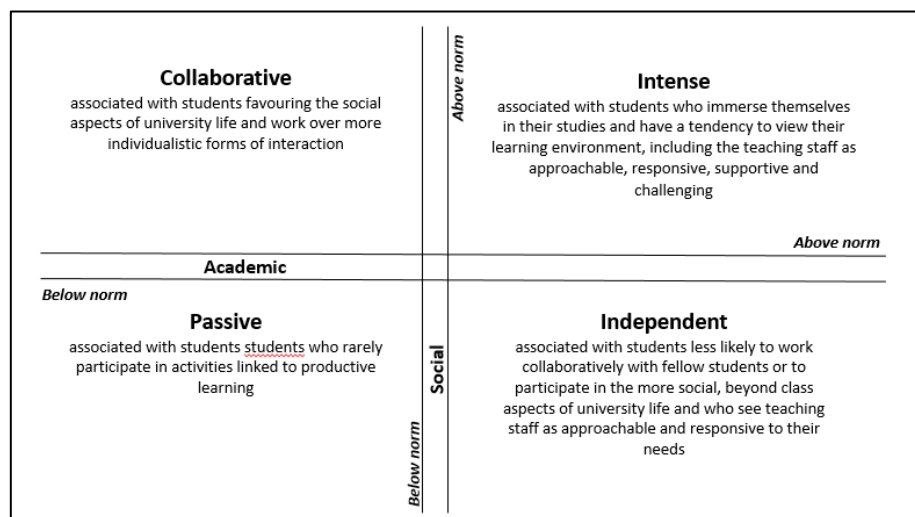 Collaborative
associated with students favouring the social
aspects of university life and work over more
individualistic forms of interaction
Above norm
Intense
associated with students who immerse themselves
in their studies and have a tendency to view their
learning environment, including the teaching staff as
approachable, responsive, supportive and
challenging
Above norm
Academic
Below norm
Passive
associated with students students who rarely
participate in activities linked to productive
learning
Social
Below norm
Independent
associated with students less likely to work
collaboratively with fellow students or to
participate in the more social, beyond class
aspects of university life and who see teaching
staff as approachable and responsive to their
needs